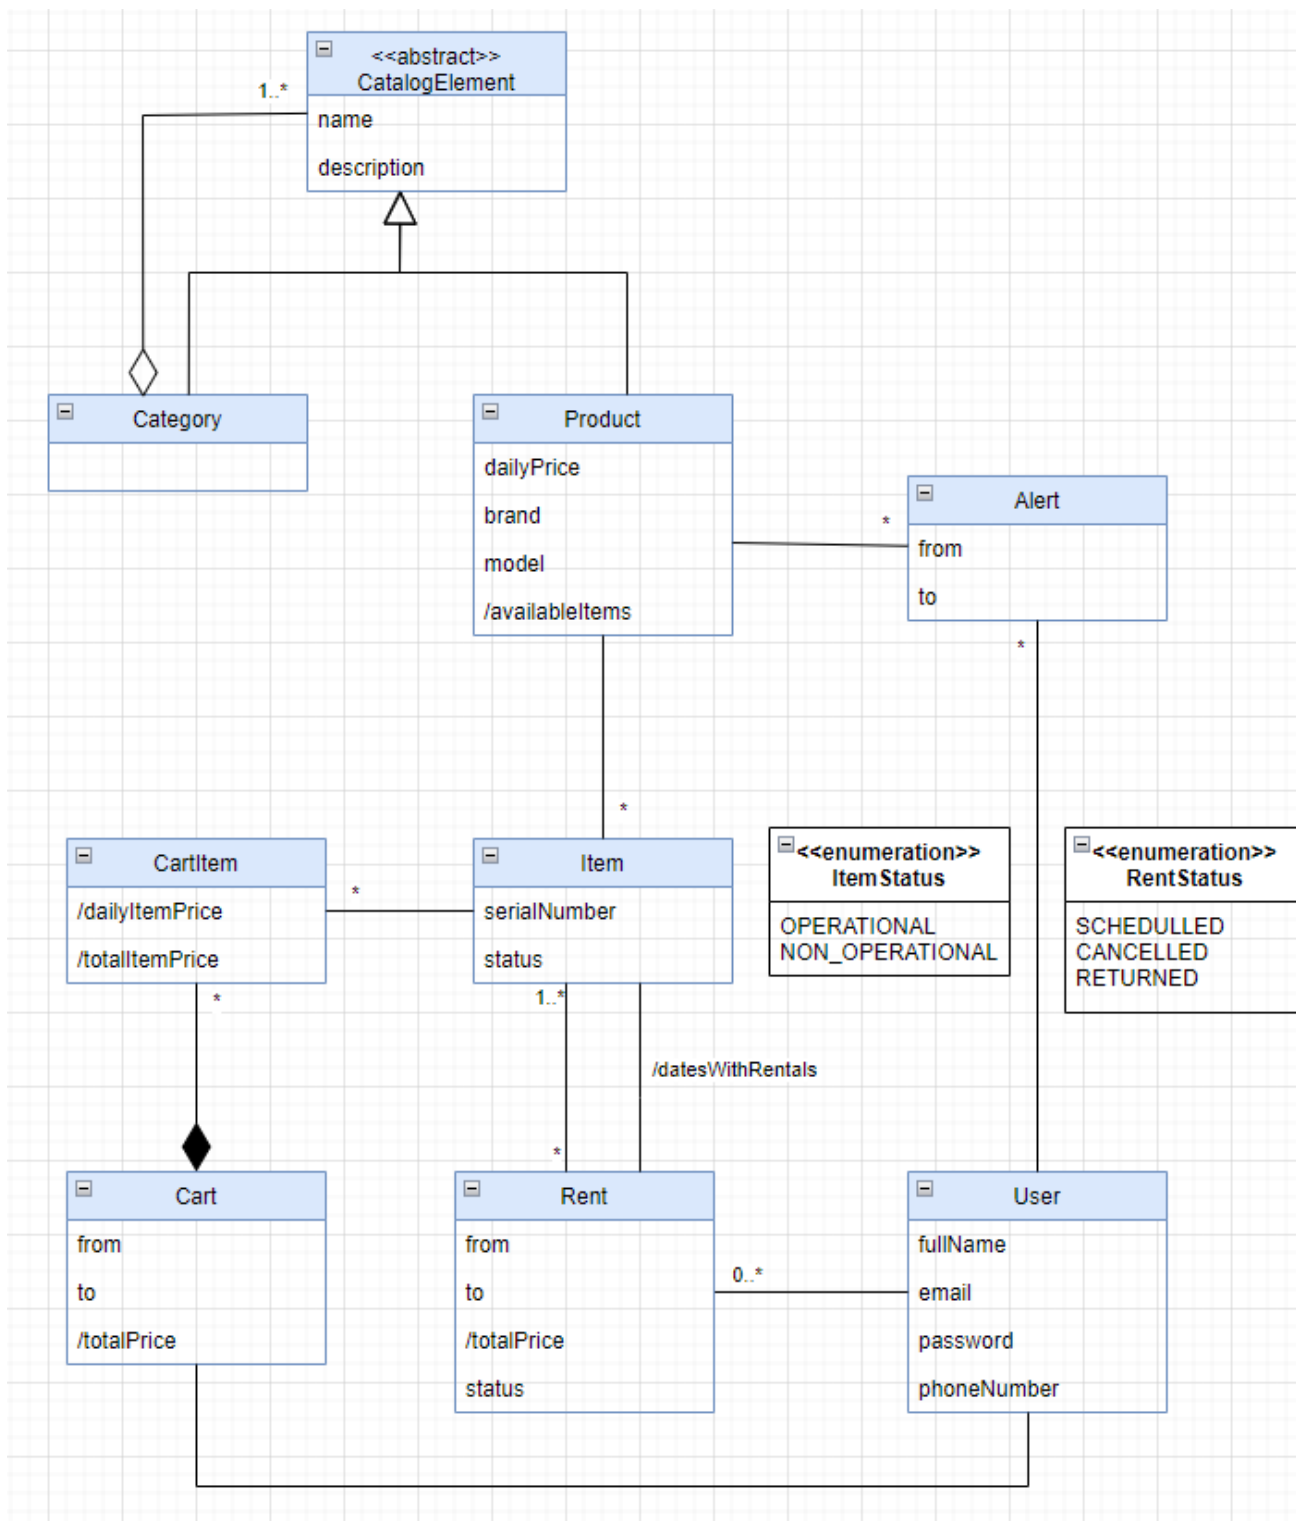 <<abstract>>
CatalogElement
1..*
name
description
Category
Product
dailyPrice
brand
model
/availableItems
Alert
*
from
to
*
*
CartItem
/dailyItemPrice
/totalItemPrice
*
*
Item
serialNumber
status
1..*
<<enumeration>>
ItemStatus
OPERATIONAL
NON_OPERATIONAL
<<enumeration>>
RentStatus
SCHEDULLED
CANCELLED
RETURNED
/datesWithRentals
*
Cart
from
to
/totalPrice
Rent
from
to
/totalPrice
status
0..*
User
fullName
email
password
phoneNumber